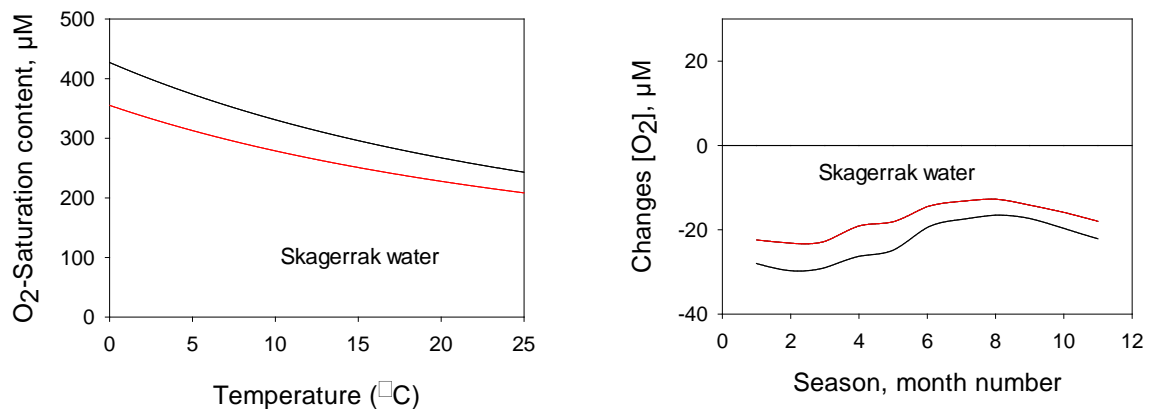 O2-Saturation content, µM
500
400
300
200
100
0
Skagerrak water
0 5 10 15 20 25
Temperature (□C)
Changes [O2], µM
20
0
-20
-40
Skagerrak water
0 2 4 6 8 10 12
Season, month number